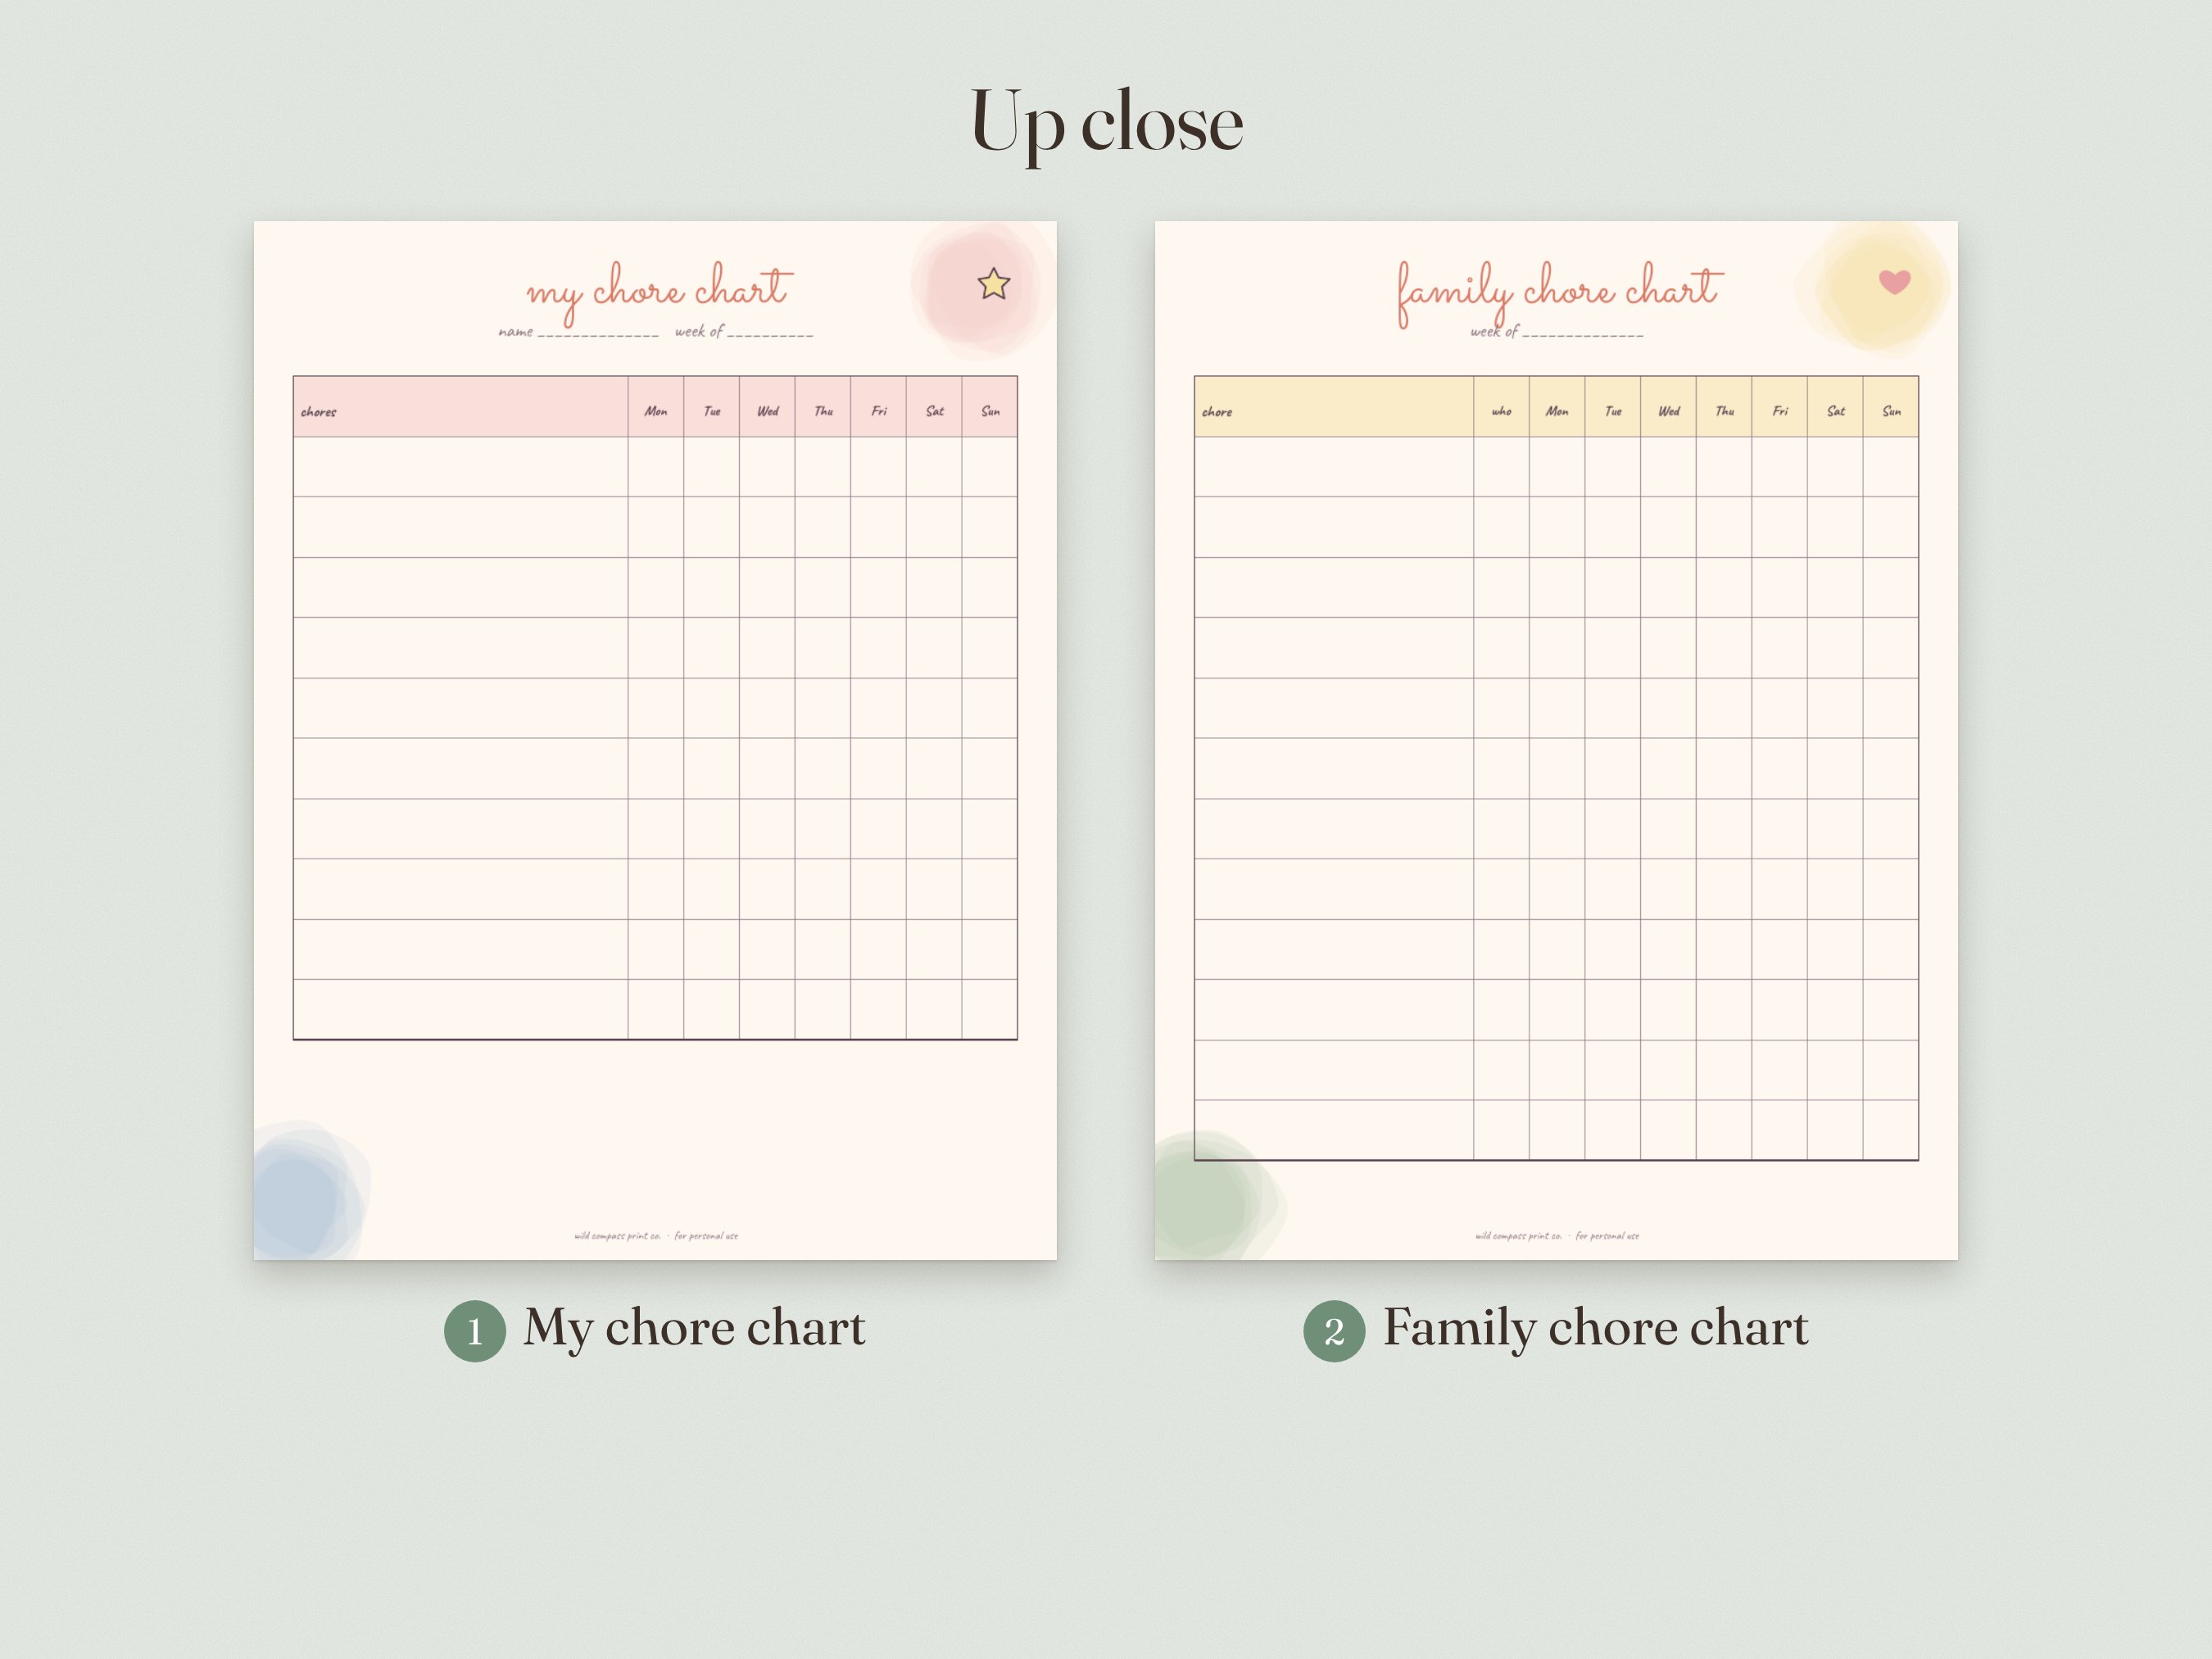 Up close
my chore chart
name _____________ week of __________
chores Mon Tue Wed Thu Fri Sat Sun
wild compass print co. · for personal use
1 My chore chart
family chore chart
week of ______________
chore who Mon Tue Wed Thu Fri Sat Sun
wild compass print co. · for personal use
2 Family chore chart